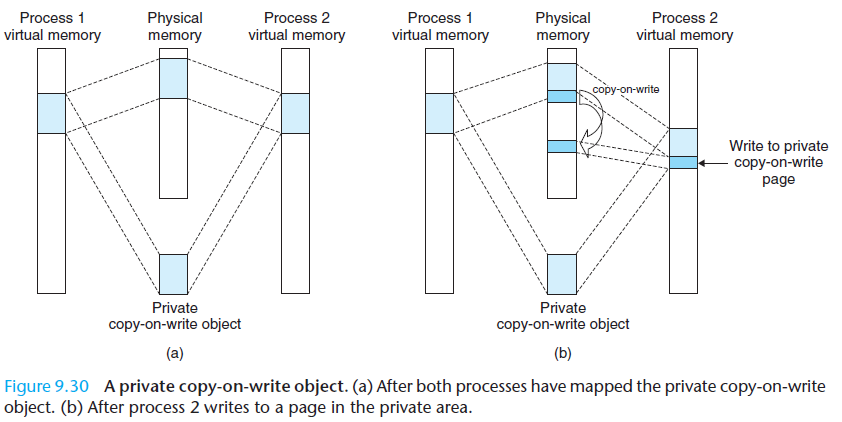 Process 1
virtual memory
Physical
memory
Process 2
virtual memory
Private
copy-on-write object
(a)
Process 1
virtual memory
Physical
memory
Process 2
virtual memory
copy-on-write
Write to private
copy-on-write
page
Private
copy-on-write object
(b)
Figure 9.30 A private copy-on-write object. (a) After both processes have mapped the private copy-on-write
object. (b) After process 2 writes to a page in the private area.